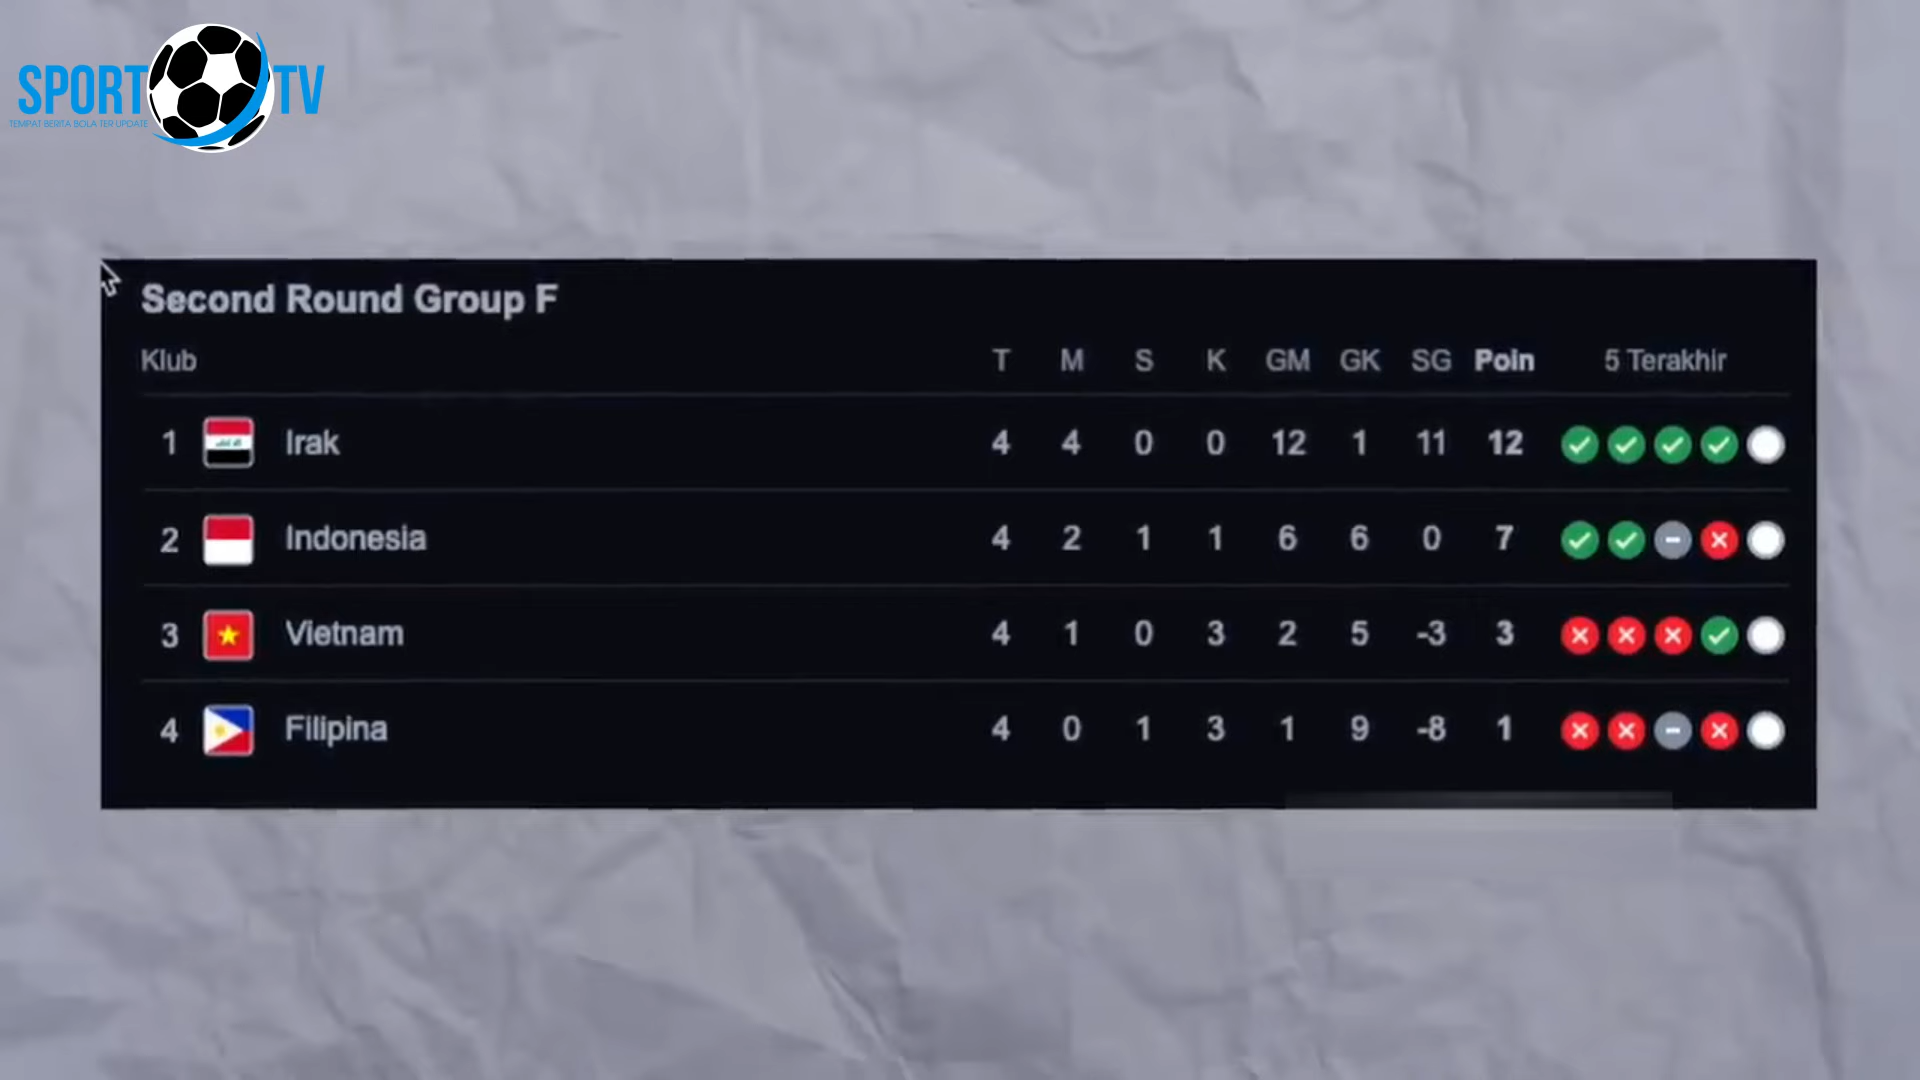 SPORT TV
TEMPAT BERITA BOLA TER UPDATE
Second Round Group F
Klub T M S K GM GK SG Poin 5 Terakhir
1 Irak 4 4 0 0 12 1 11 12
2 Indonesia 4 2 1 1 6 6 0 7
3 Vietnam 4 1 0 3 2 5 -3 3
4 Filipina 4 0 1 3 1 9 -8 1